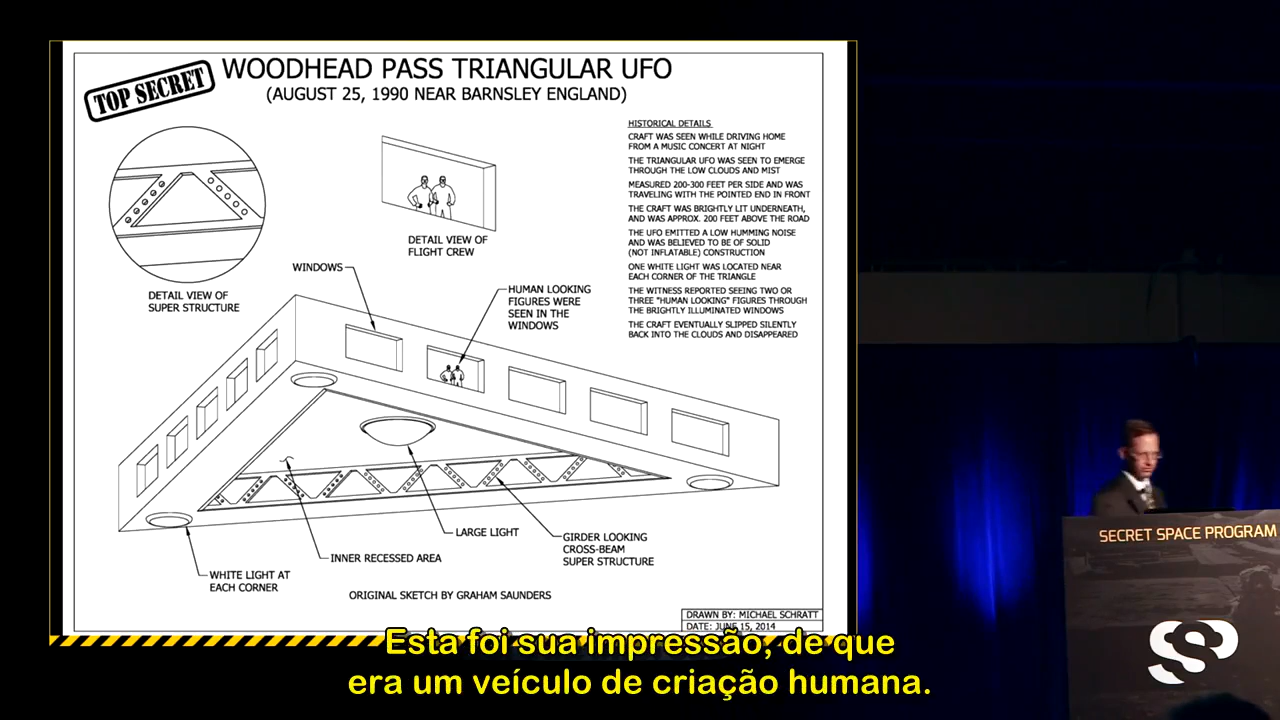 TOP SECRET
WOODHEAD PASS TRIANGULAR UFO
(AUGUST 25, 1990 NEAR BARNSLEY ENGLAND)
HISTORICAL DETAILS
CRAFT WAS SEEN WHILE DRIVING HOME
FROM A MUSIC CONCERT AT NIGHT
THE TRIANGULAR UFO WAS SEEN TO EMERGE
THROUGH THE LOW CLOUDS AND MIST
MEASURED 200-300 FEET PER SIDE AND WAS
TRAVELING WITH THE POINTED END IN FRONT
THE CRAFT WAS BRIGHTLY LIT UNDERNEATH,
AND WAS APPROX. 200 FEET ABOVE THE ROAD
THE UFO EMITTED A LOW HUMMING NOISE
AND WAS BELIEVED TO BE OF SOLID
(NOT INFLATABLE) CONSTRUCTION
ONE WHITE LIGHT WAS LOCATED NEAR
EACH CORNER OF THE TRIANGLE
THE WITNESS REPORTED SEEING TWO OR
THREE "HUMAN LOOKING" FIGURES THROUGH
THE BRIGHTLY ILLUMINATED WINDOWS
THE CRAFT EVENTUALLY SLIPPED SILENTLY
BACK INTO THE CLOUDS AND DISAPPEARED
DETAIL VIEW OF
FLIGHT CREW
DETAIL VIEW OF
SUPER STRUCTURE
WINDOWS
HUMAN LOOKING
FIGURES WERE
SEEN IN THE
WINDOWS
LARGE LIGHT
GIRDER LOOKING
CROSS-BEAM
SUPER STRUCTURE
INNER RECESSED AREA
WHITE LIGHT AT
EACH CORNER
ORIGINAL SKETCH BY GRAHAM SAUNDERS
DRAWN BY: MICHAEL SCHRATT
DATE: JUNE 15, 2014
SECRET SPACE PROGRAM
SSP
Esta foi sua impressão, de que
era um veículo de criação humana.